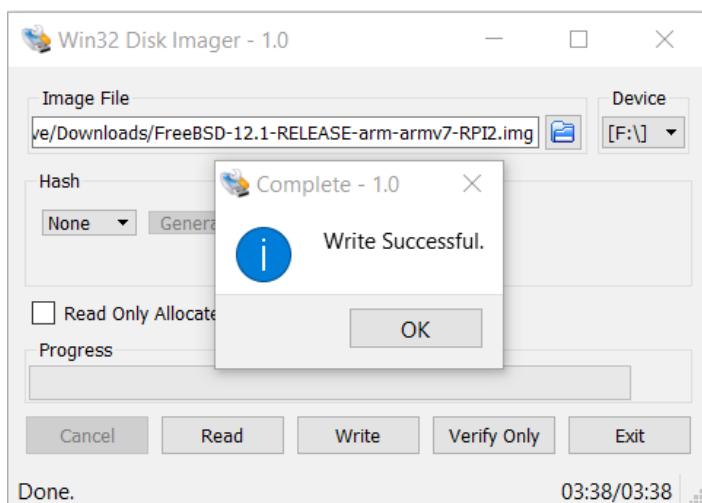 Win32 Disk Imager - 1.0
Image File
Device
ve/Downloads/FreeBSD-12.1-RELEASE-arm-armv7-RPI2.img
[F:\]
Hash
Complete - 1.0
None
Genera
Write Successful.
Read Only Allocate
OK
Progress
Cancel
Read
Write
Verify Only
Exit
Done.
03:38/03:38